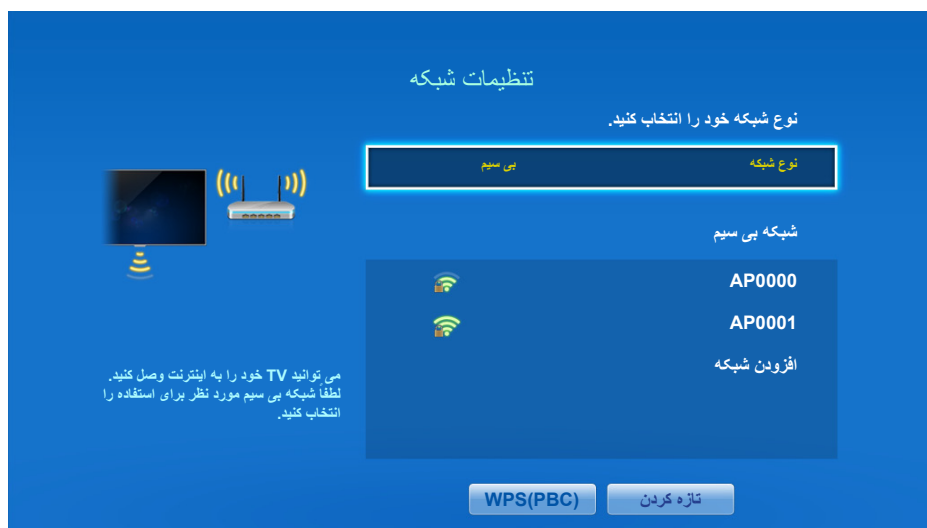 تنظیمات شبکه
نوع شبکه خود را انتخاب کنید.
نوع شبکه بی سیم
شبکه بی سیم
AP0000
AP0001
افزودن شبکه
می توانید TV خود را به اینترنت وصل کنید.
لطفاً شبکه بی سیم مورد نظر برای استفاده را
انتخاب کنید.
تازه کردن WPS(PBC)